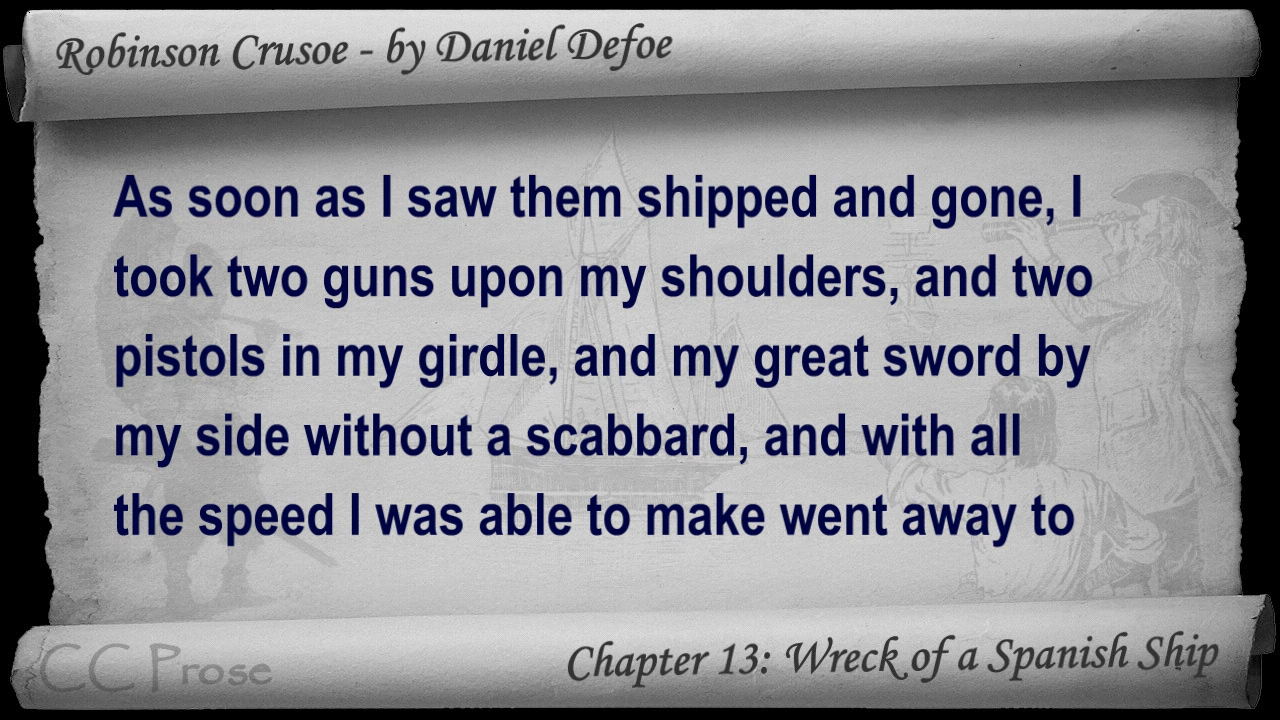 Robinson Crusoe - by Daniel Defoe
As soon as I saw them shipped and gone, I
took two guns upon my shoulders, and two
pistols in my girdle, and my great sword by
my side without a scabbard, and with all
the speed I was able to make went away to
CC Prose
Chapter 13: Wreck of a Spanish Ship